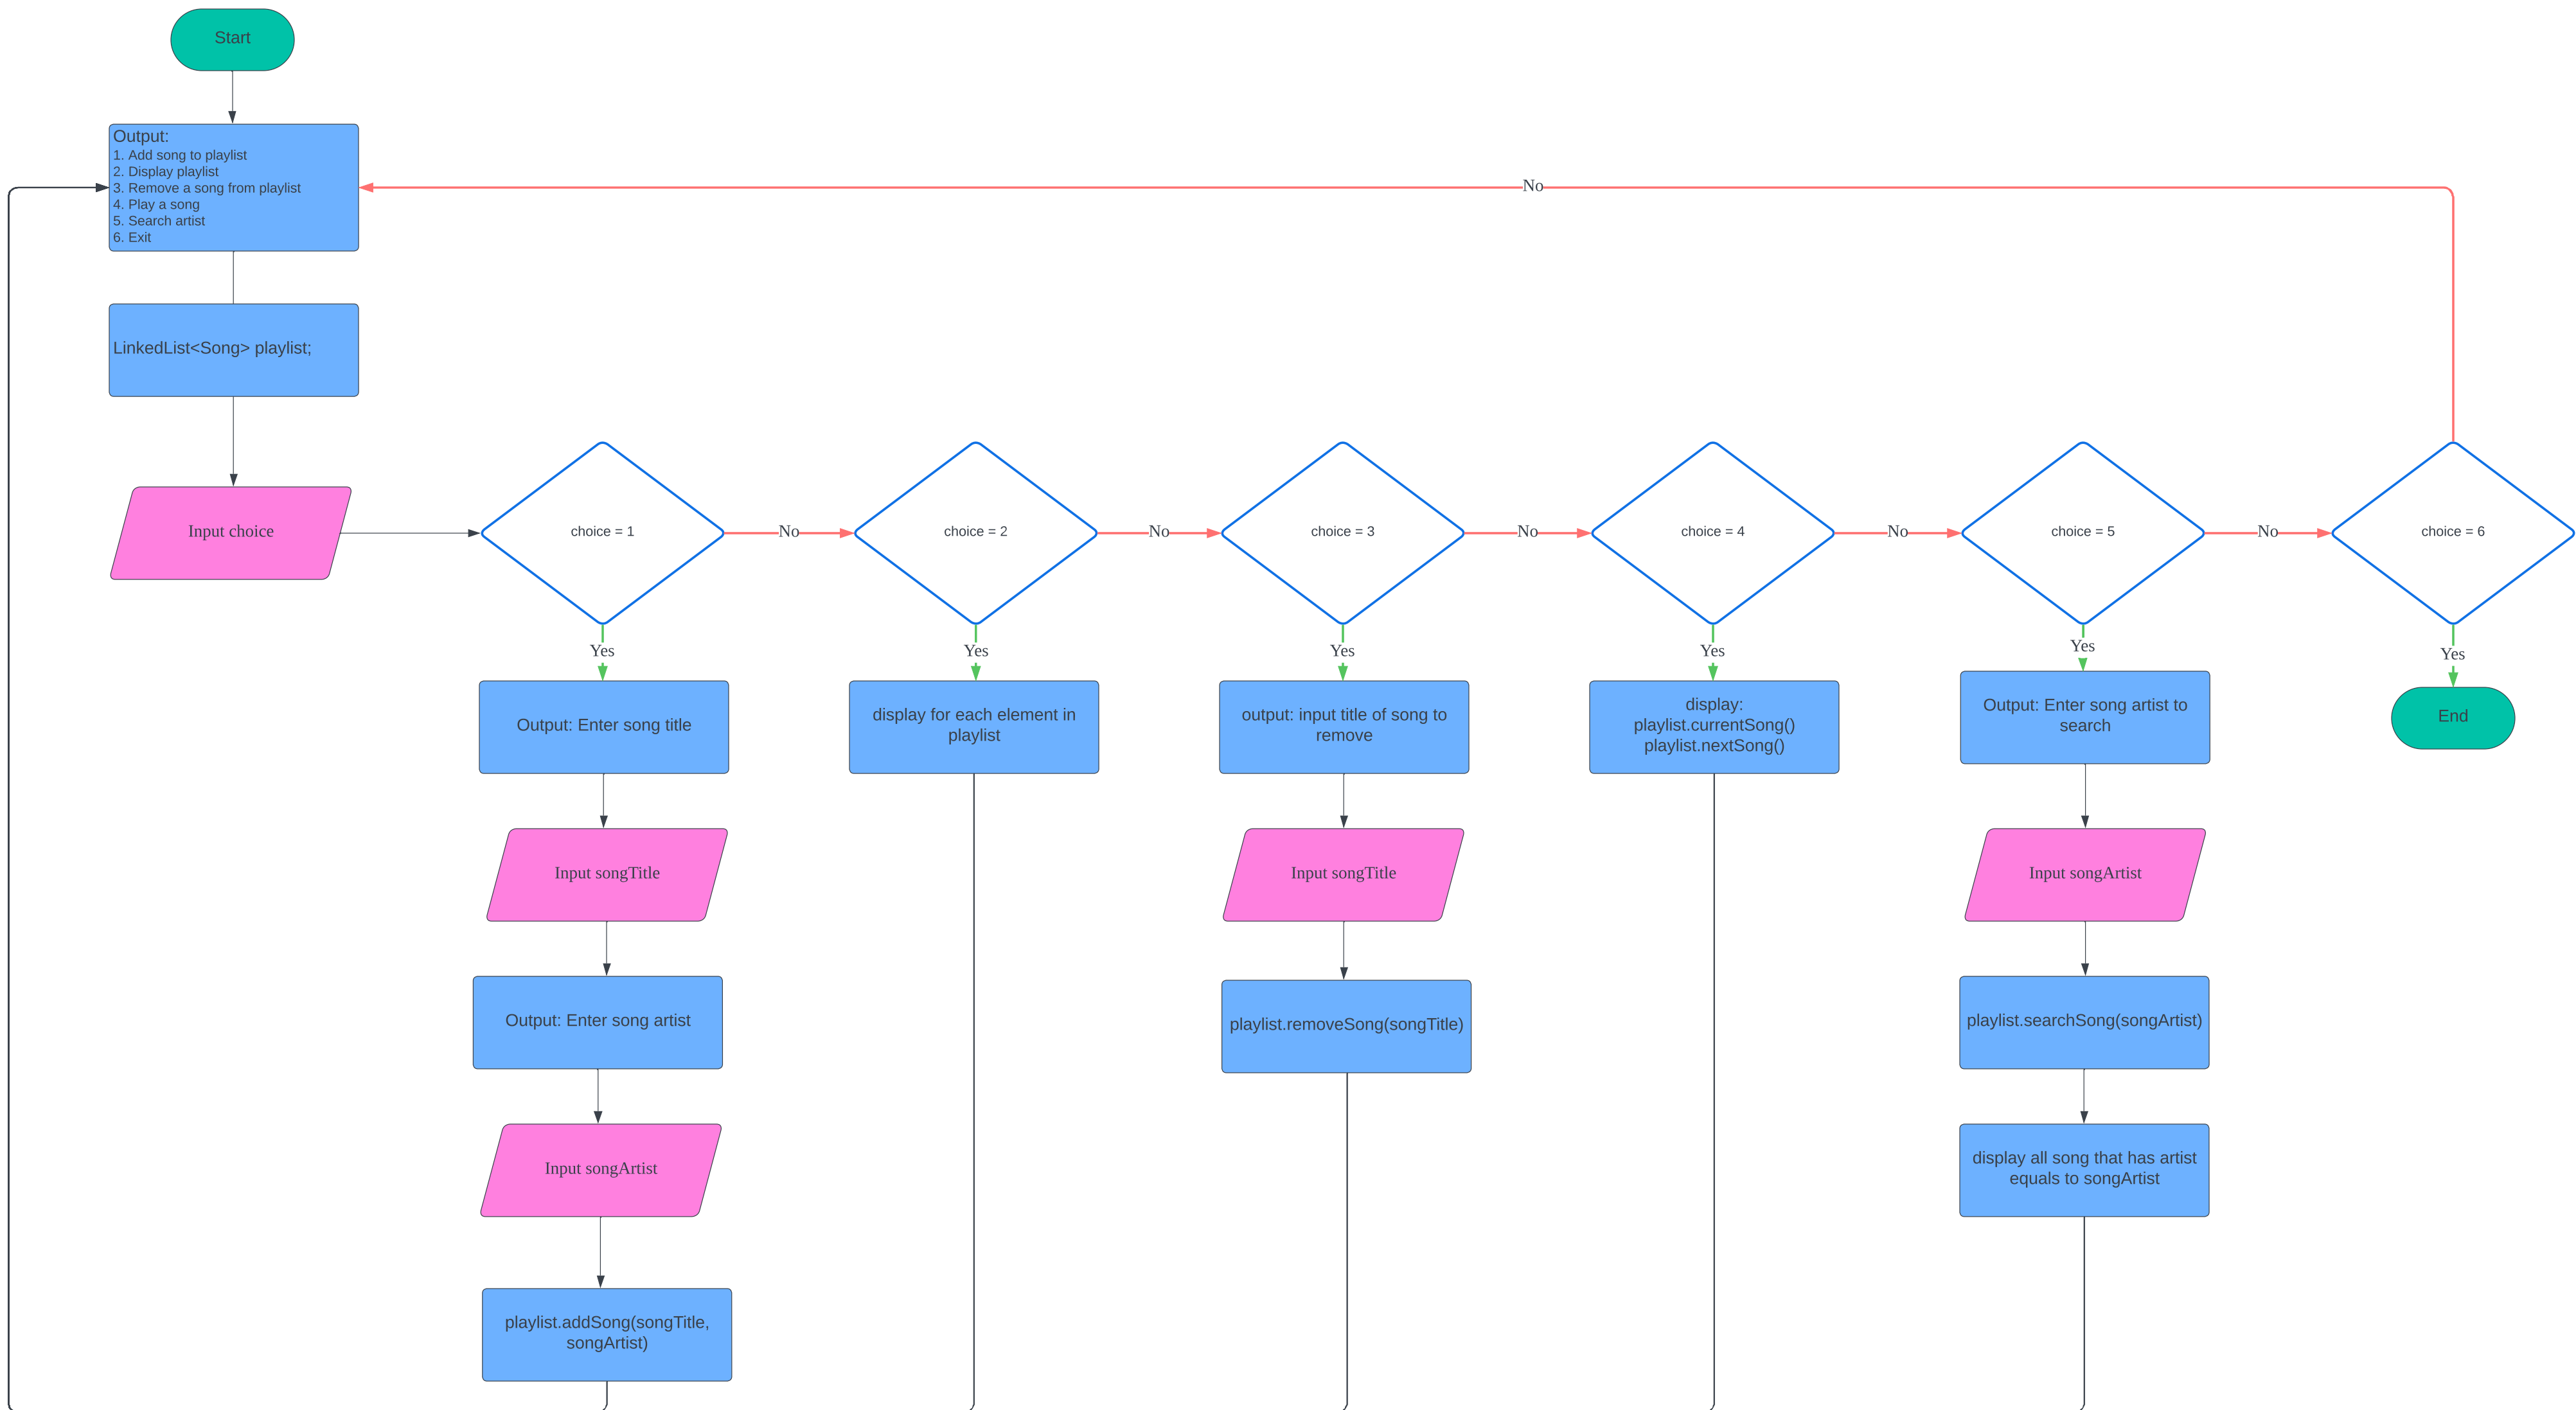 Start
Output:
1. Add song to playlist
2. Display playlist
3. Remove a song from playlist
4. Play a song
5. Search artist
6. Exit
No
LinkedList<Song> playlist;
Input choice
choice = 1
No
choice = 2
No
choice = 3
No
choice = 4
No
choice = 5
No
choice = 6
Yes
Yes
Yes
Yes
Yes
Yes
Output: Enter song title
display for each element in
playlist
output: input title of song to
remove
display:
playlist.currentSong()
playlist.nextSong()
Output: Enter song artist to
search
End
Input songTitle
Input songTitle
Input songArtist
Output: Enter song artist
playlist.removeSong(songTitle)
playlist.searchSong(songArtist)
Input songArtist
display all song that has artist
equals to songArtist
playlist.addSong(songTitle,
songArtist)